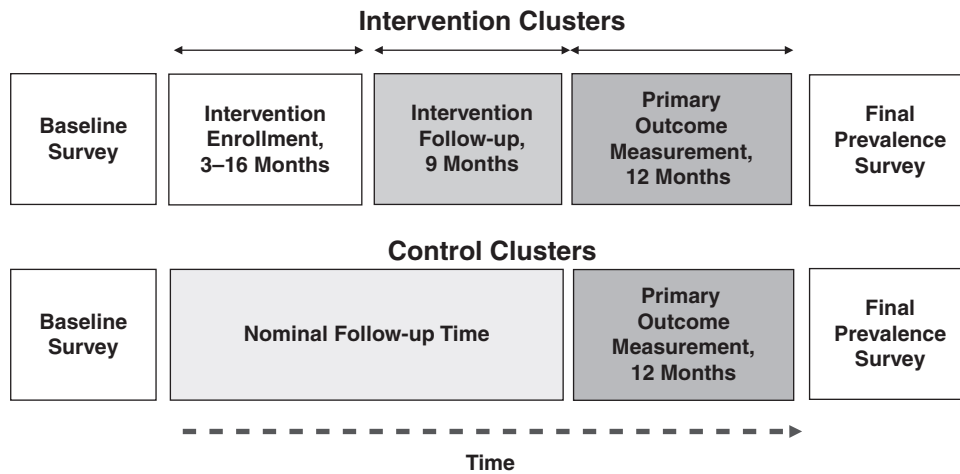 Intervention Clusters
Baseline
Survey
Intervention
Enrollment,
3–16 Months
Intervention
Follow-up,
9 Months
Primary
Outcome
Measurement,
12 Months
Final
Prevalence
Survey
Control Clusters
Baseline
Survey
Nominal Follow-up Time
Primary
Outcome
Measurement,
12 Months
Final
Prevalence
Survey
Time